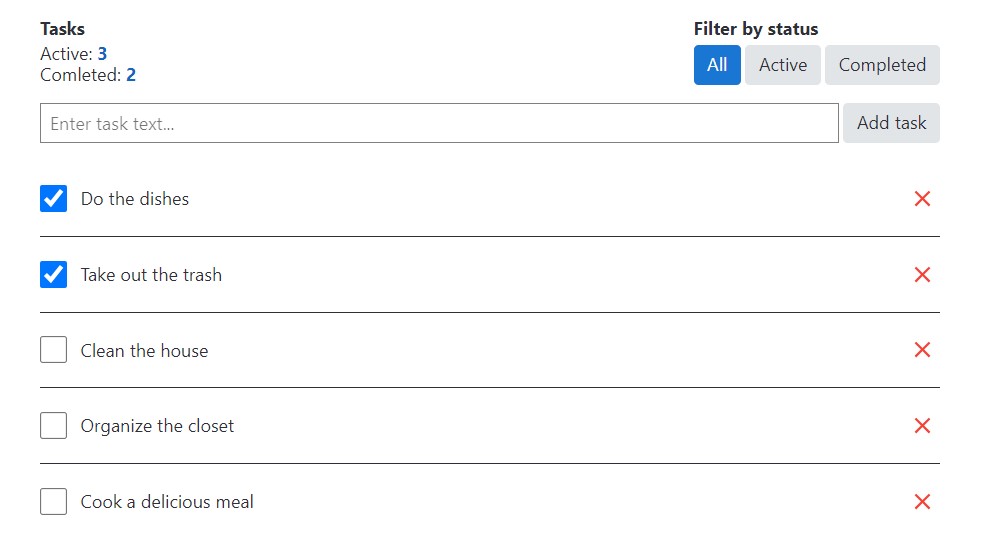 Tasks
Active: 3
Comleted: 2
Filter by status
All Active Completed
Enter task text...
Add task
Do the dishes
Take out the trash
Clean the house
Organize the closet
Cook a delicious meal